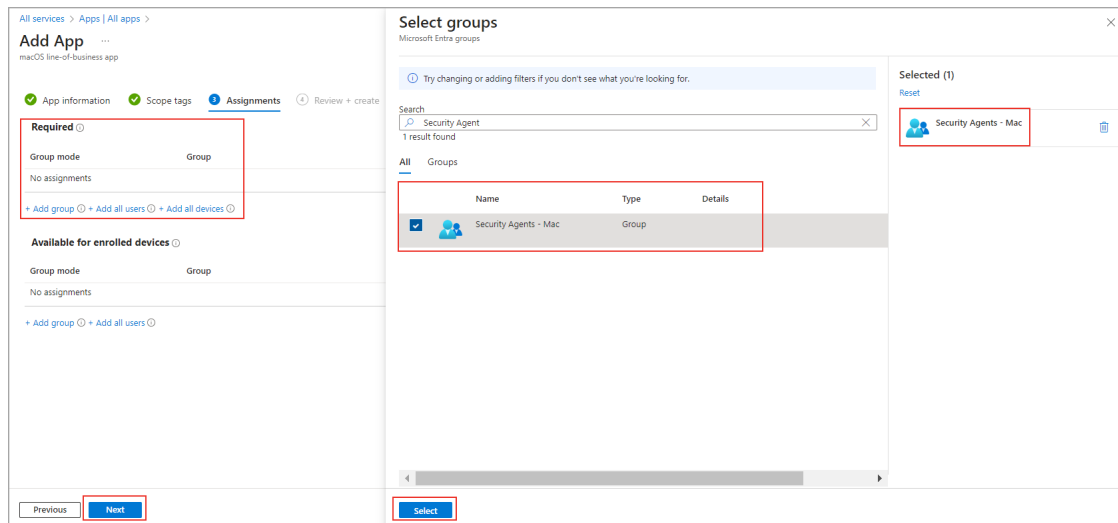 All services > Apps | All apps >
Add App ...
macOS line-of-business app
App information Scope tags 3 Assignments 4 Review + create
Required
Group mode Group
No assignments
+ Add group + Add all users + Add all devices
Available for enrolled devices
Group mode Group
No assignments
+ Add group + Add all users
Previous Next
Select groups
Microsoft Entra groups
Try changing or adding filters if you don't see what you're looking for.
Search
Security Agent
1 result found
All Groups
Name Type Details
Security Agents - Mac Group
Select
Selected (1)
Reset
Security Agents - Mac